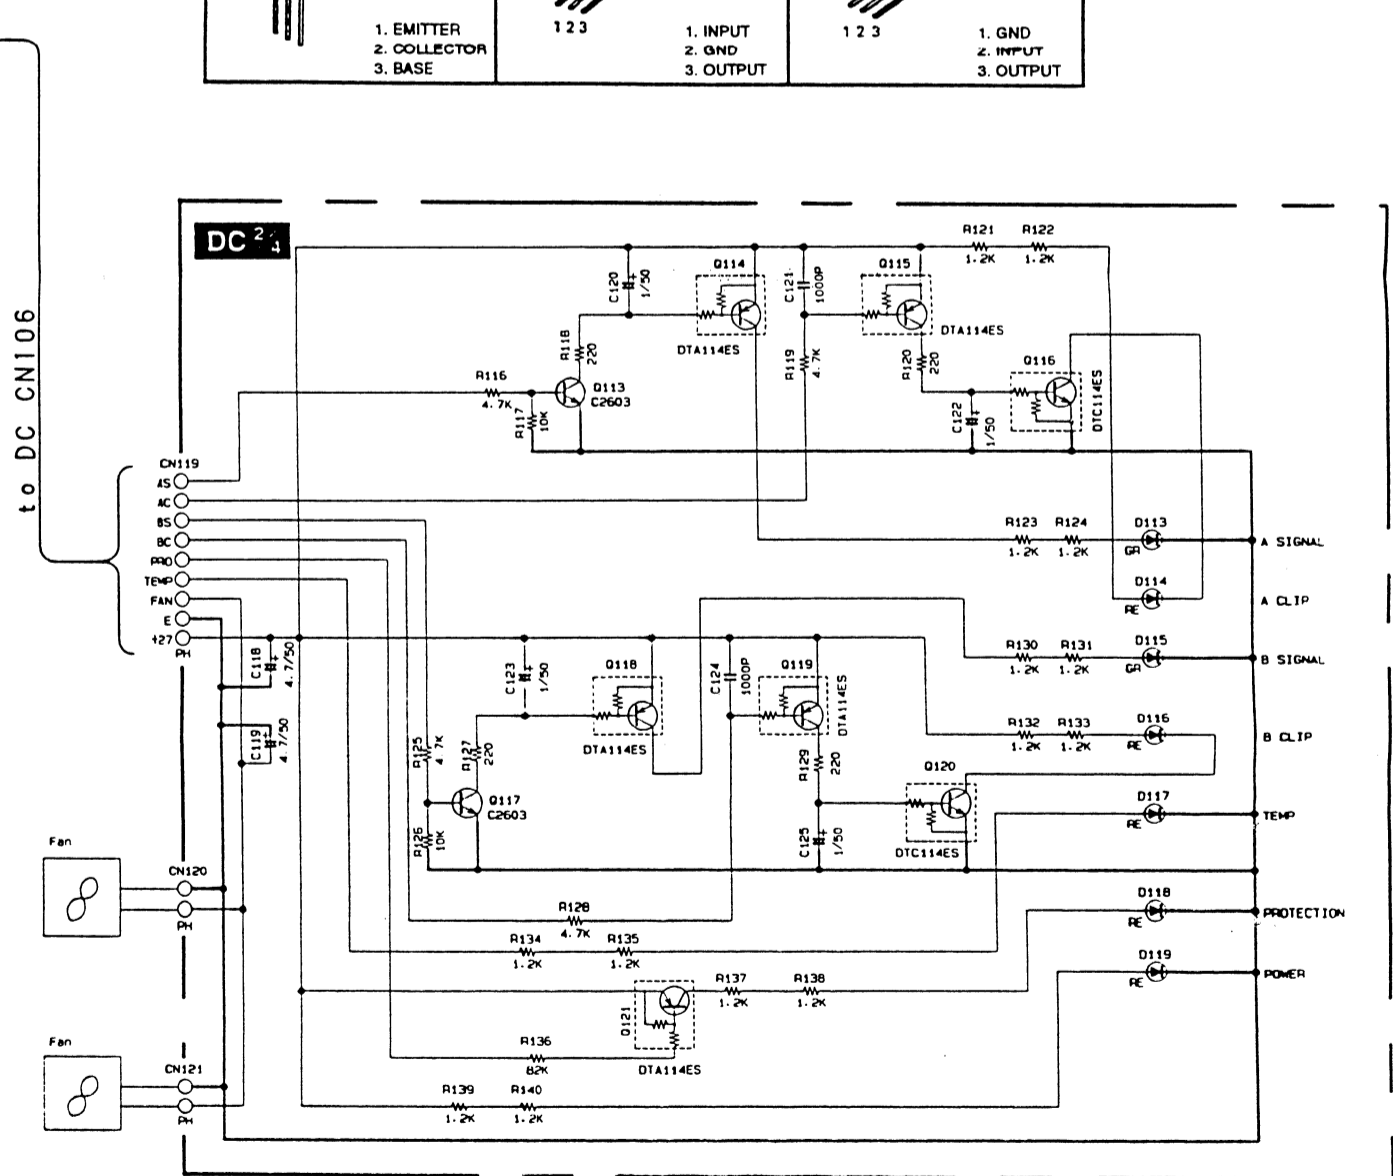 1. EMITTER
2. COLLECTOR
3. BASE
1 2 3
1. INPUT
2. GND
3. OUTPUT
1 2 3
1. GND
2. INPUT
3. OUTPUT
to DC CN106
DC 2/4
R121
1.2K
R122
1.2K
C120
1/50
Q114
DTA114ES
C121
1000P
Q115
DTA114ES
R118
220
R119
4.7K
R120
220
Q116
DTC114ES
R116
4.7K
R117
10K
Q113
C2603
C122
1/50
CN119
AS
AC
BS
BC
PRO
TEMP
FAN
E
+27
PH
R123
1.2K
R124
1.2K
D113
GR
A SIGNAL
D114
RE
A CLIP
R130
1.2K
R131
1.2K
D115
GR
B SIGNAL
C118
4.7/50
C119
4.7/50
C123
1/50
Q118
DTA114ES
C124
1000P
Q119
DTA114ES
R132
1.2K
R133
1.2K
D116
RE
B CLIP
R125
4.7K
R127
220
R129
220
Q120
DTC114ES
Q117
C2603
R126
10K
C125
1/50
D117
RE
TEMP
Fan
CN120
PH
R128
4.7K
R134
1.2K
R135
1.2K
D118
RE
PROTECTION
D119
RE
POWER
Q121
DTA114ES
R137
1.2K
R138
1.2K
R136
82K
Fan
CN121
PH
R139
1.2K
R140
1.2K